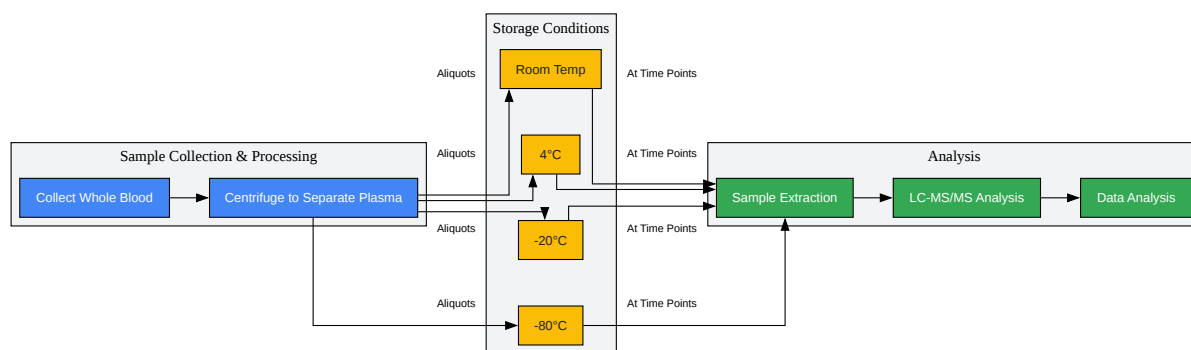 Storage Conditions
Aliquots
Room Temp
At Time Points
Aliquots
4°C
At Time Points
Sample Collection & Processing
Collect Whole Blood
Centrifuge to Separate Plasma
Analysis
Sample Extraction
LC-MS/MS Analysis
Data Analysis
Aliquots
-20°C
At Time Points
Aliquots
-80°C
At Time Points